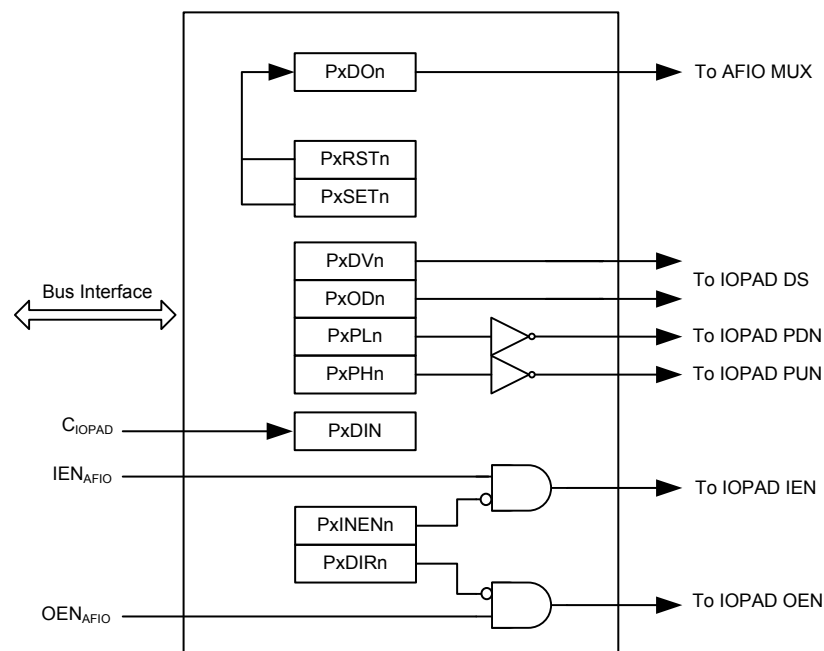 PxDOn
To AFIO MUX
PxRSTn
PxSETn
PxDVn
To IOPAD DS
PxODn
Bus Interface
PxPLn
To IOPAD PDN
PxPHn
To IOPAD PUN
CIOPAD
PxDIN
IENAFIO
To IOPAD IEN
PxINENn
PxDIRn
OENAFIO
To IOPAD OEN